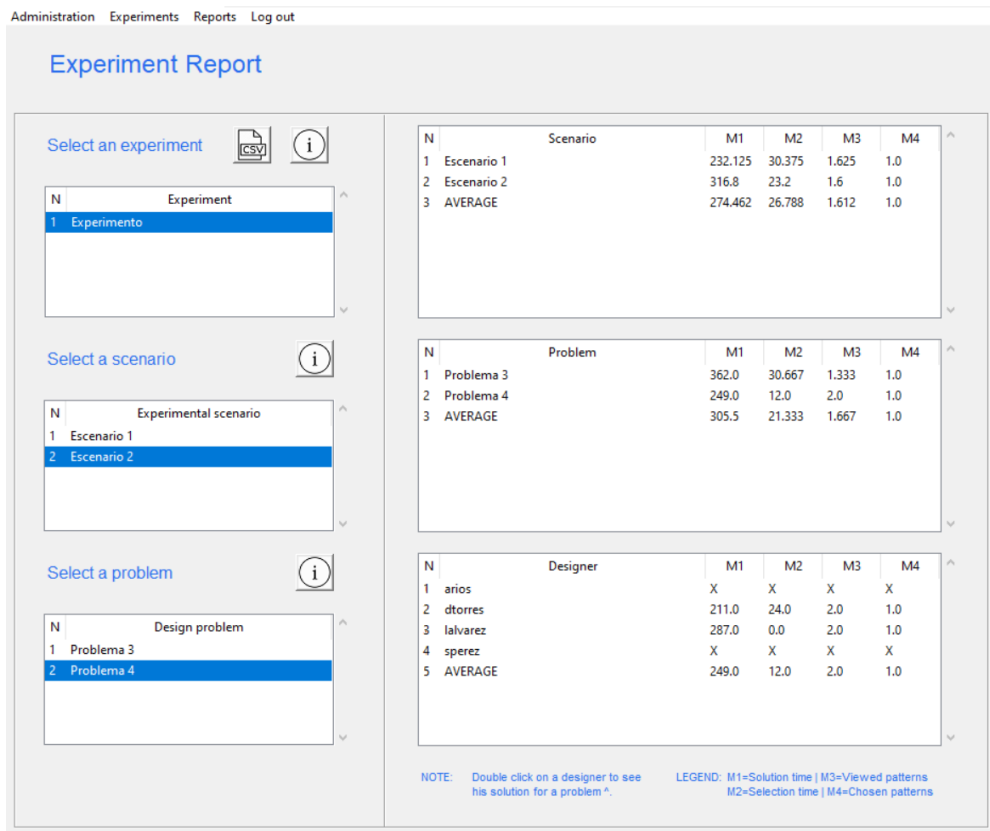 Administration Experiments Reports Log out
Experiment Report
Select an experiment CSV i
N Experiment
1 Experimento
Select a scenario i
N Experimental scenario
1 Escenario 1
2 Escenario 2
Select a problem i
N Design problem
1 Problema 3
2 Problema 4
N Scenario M1 M2 M3 M4
1 Escenario 1 232.125 30.375 1.625 1.0
2 Escenario 2 316.8 23.2 1.6 1.0
3 AVERAGE 274.462 26.788 1.612 1.0
N Problem M1 M2 M3 M4
1 Problema 3 362.0 30.667 1.333 1.0
2 Problema 4 249.0 12.0 2.0 1.0
3 AVERAGE 305.5 21.333 1.667 1.0
N Designer M1 M2 M3 M4
1 arios X X X X
2 dtorres 211.0 24.0 2.0 1.0
3 lalvarez 287.0 0.0 2.0 1.0
4 sperez X X X X
5 AVERAGE 249.0 12.0 2.0 1.0
NOTE: Double click on a designer to see
his solution for a problem ^.
LEGEND: M1=Solution time | M3=Viewed patterns
M2=Selection time | M4=Chosen patterns